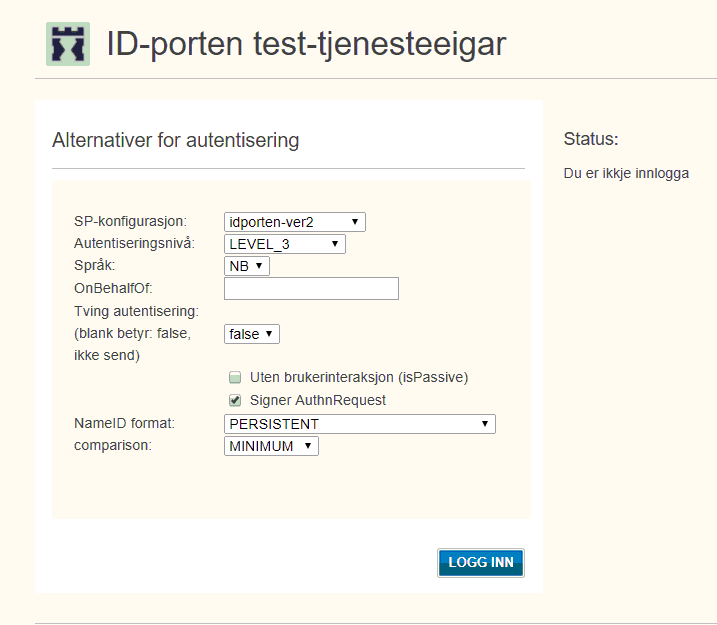 ID-porten test-tjenesteeigar
Alternativer for autentisering
SP-konfigurasjon: idporten-ver2
Autentiseringsnivå: LEVEL_3
Språk: NB
OnBehalfOf:
Tving autentisering:
(blank betyr: false, false
ikke send)
Uten brukerinteraksjon (isPassive)
Signer AuthnRequest
NameID format: PERSISTENT
comparison: MINIMUM
LOGG INN
Status:
Du er ikkje innlogga